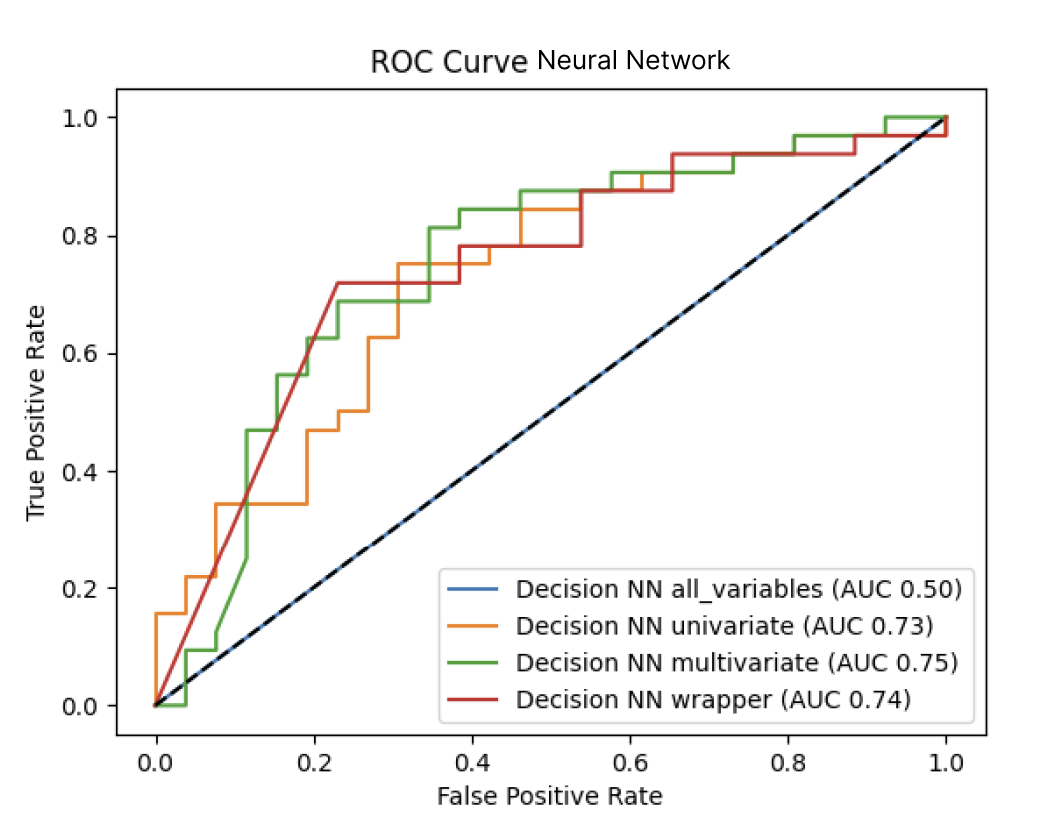 ROC Curve Neural Network
1.0
0.8
0.6
0.4
0.2
0.0
True Positive Rate
Decision NN all_variables (AUC 0.50)
Decision NN univariate (AUC 0.73)
Decision NN multivariate (AUC 0.75)
Decision NN wrapper (AUC 0.74)
0.0 0.2 0.4 0.6 0.8 1.0
False Positive Rate